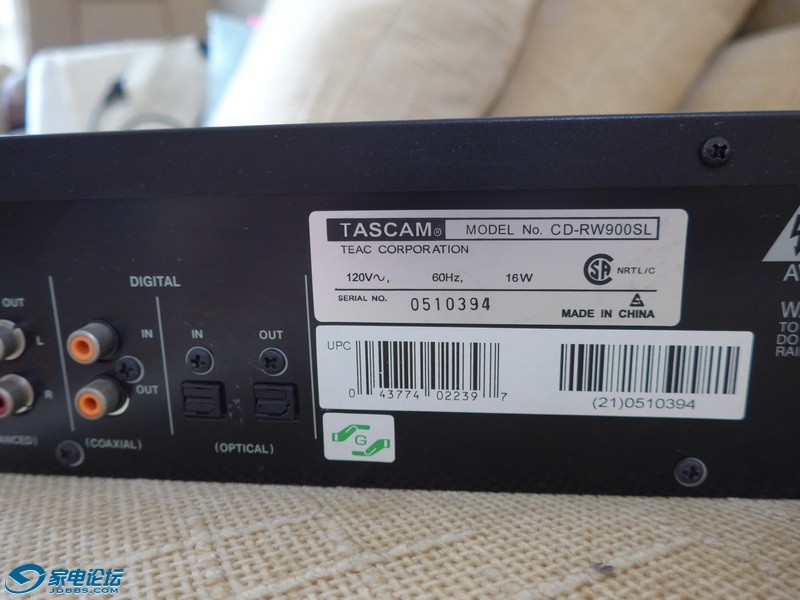 TASCAM® MODEL No. CD-RW900SL
TEAC CORPORATION
120V∿, 60Hz, 16W
NRTL/C
SERIAL NO. 0510394
MADE IN CHINA
UPC
0 43774 02239 7
(21)0510394
G
DIGITAL
OUT
L
R
IN
OUT
(COAXIAL)
IN
OUT
(OPTICAL)
家电论坛
JDBBS.COM